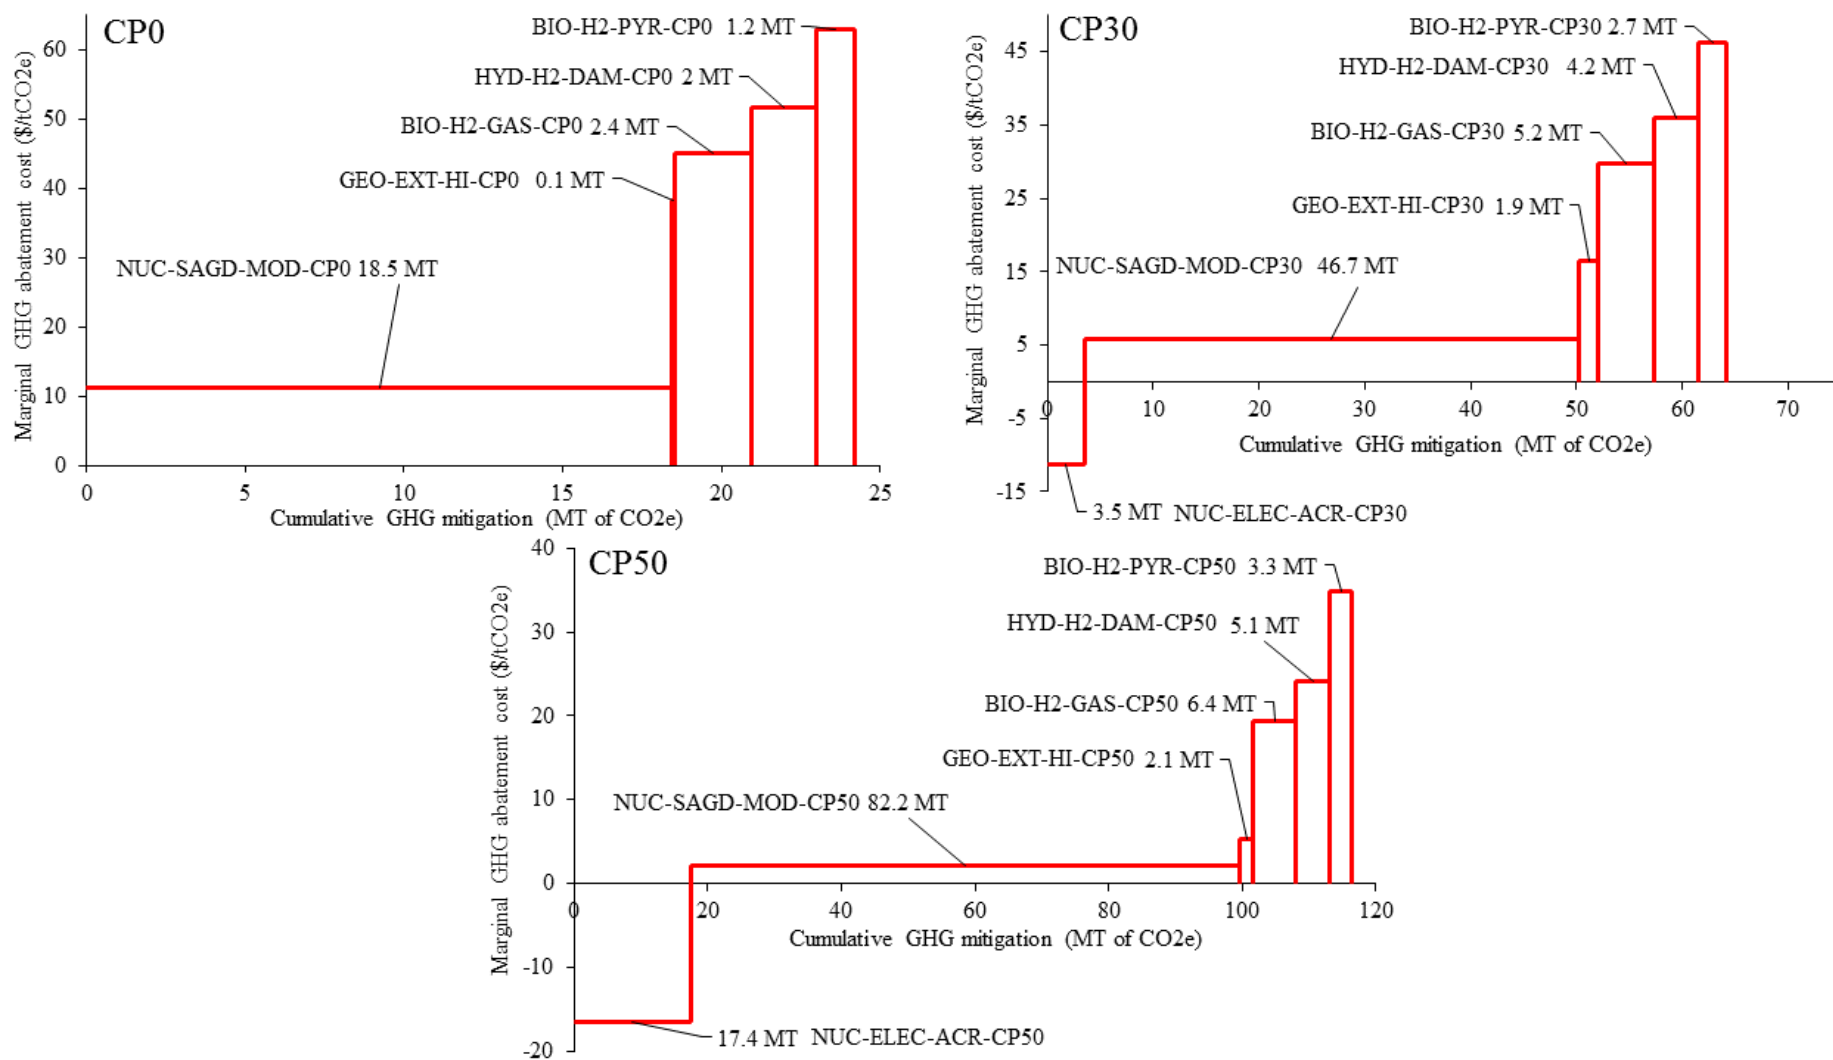 CP0
Marginal GHG abatement cost ($/tCO2e)
60
50
40
30
20
10
0
BIO-H2-PYR-CP0 1.2 MT
HYD-H2-DAM-CP0 2 MT
BIO-H2-GAS-CP0 2.4 MT
GEO-EXT-HI-CP0 0.1 MT
NUC-SAGD-MOD-CP0 18.5 MT
0 5 10 15 20 25
Cumulative GHG mitigation (MT of CO2e)
CP30
Marginal GHG abatement cost ($/tCO2e)
45
35
25
15
5
-5
-15
BIO-H2-PYR-CP30 2.7 MT
HYD-H2-DAM-CP30 4.2 MT
BIO-H2-GAS-CP30 5.2 MT
GEO-EXT-HI-CP30 1.9 MT
NUC-SAGD-MOD-CP30 46.7 MT
0 10 20 30 40 50 60 70
Cumulative GHG mitigation (MT of CO2e)
3.5 MT NUC-ELEC-ACR-CP30
CP50
Marginal GHG abatement cost ($/tCO2e)
40
30
20
10
0
-10
-20
BIO-H2-PYR-CP50 3.3 MT
HYD-H2-DAM-CP50 5.1 MT
BIO-H2-GAS-CP50 6.4 MT
GEO-EXT-HI-CP50 2.1 MT
NUC-SAGD-MOD-CP50 82.2 MT
0 20 40 60 80 100 120
Cumulative GHG mitigation (MT of CO2e)
17.4 MT NUC-ELEC-ACR-CP50